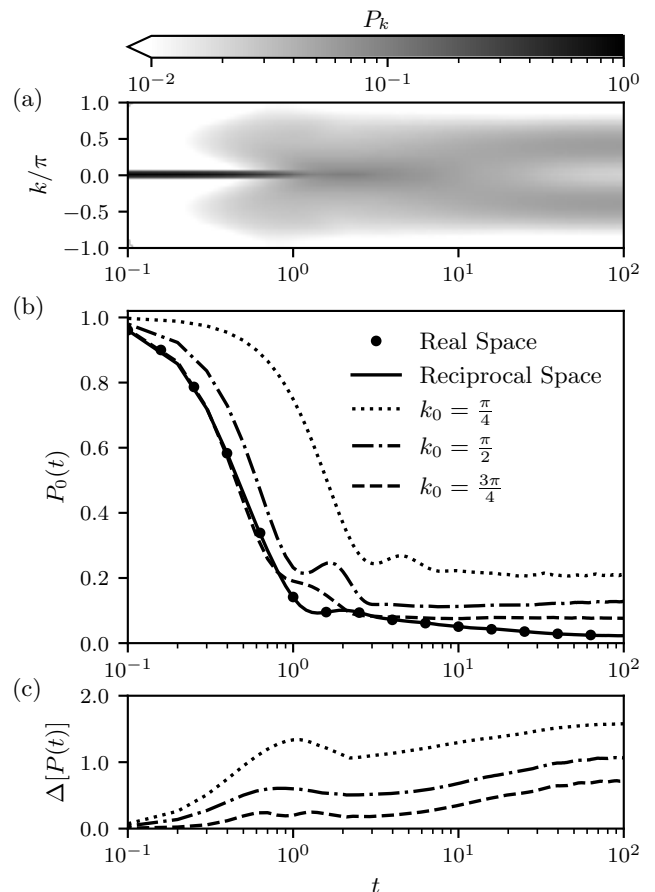 P_k
10^{-2} 10^{-1} 10^0
(a)
k/π
1.0
0.5
0.0
−0.5
−1.0
10^{-1} 10^0 10^1 10^2
(b)
P_0(t)
1.0
0.8
0.6
0.4
0.2
0.0
Real Space
Reciprocal Space
k_0 = \frac{π}{4}
k_0 = \frac{π}{2}
k_0 = \frac{3π}{4}
10^{-1} 10^0 10^1 10^2
(c)
Δ[P(t)]
2.0
1.0
0.0
10^{-1} 10^0 10^1 10^2
t